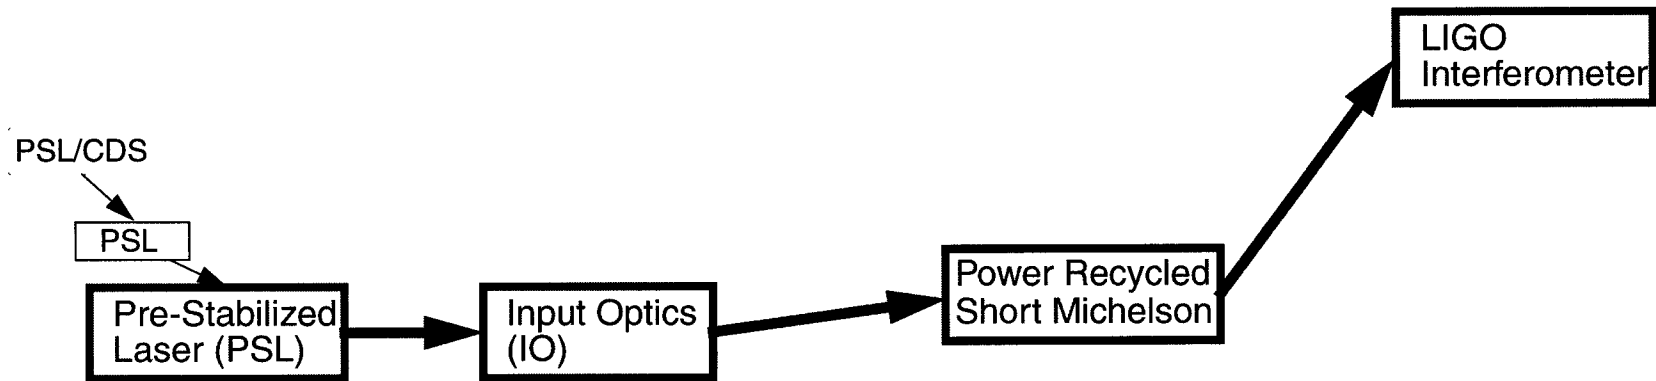 LIGO
Interferometer
PSL/CDS
PSL
Pre-Stabilized
Laser (PSL)
Input Optics
(IO)
Power Recycled
Short Michelson